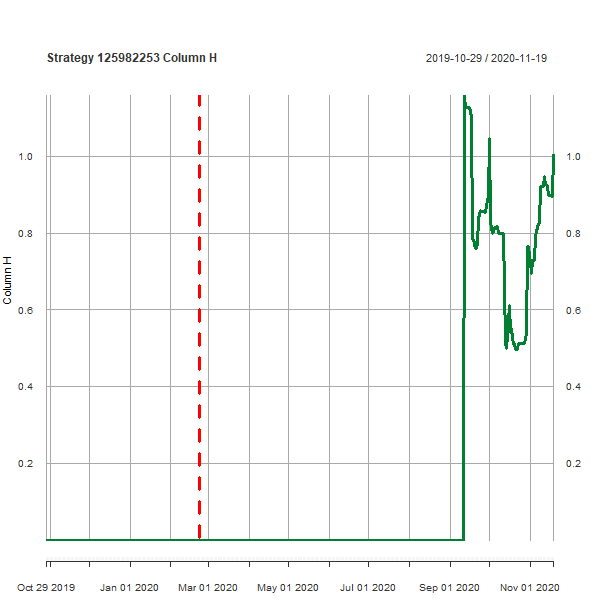 Strategy 125982253 Column H
2019-10-29 / 2020-11-19
1.0
1.0
0.8
0.8
0.6
0.6
0.4
0.4
0.2
0.2
Column H
Oct 29 2019
Jan 01 2020
Mar 01 2020
May 01 2020
Jul 01 2020
Sep 01 2020
Nov 01 2020